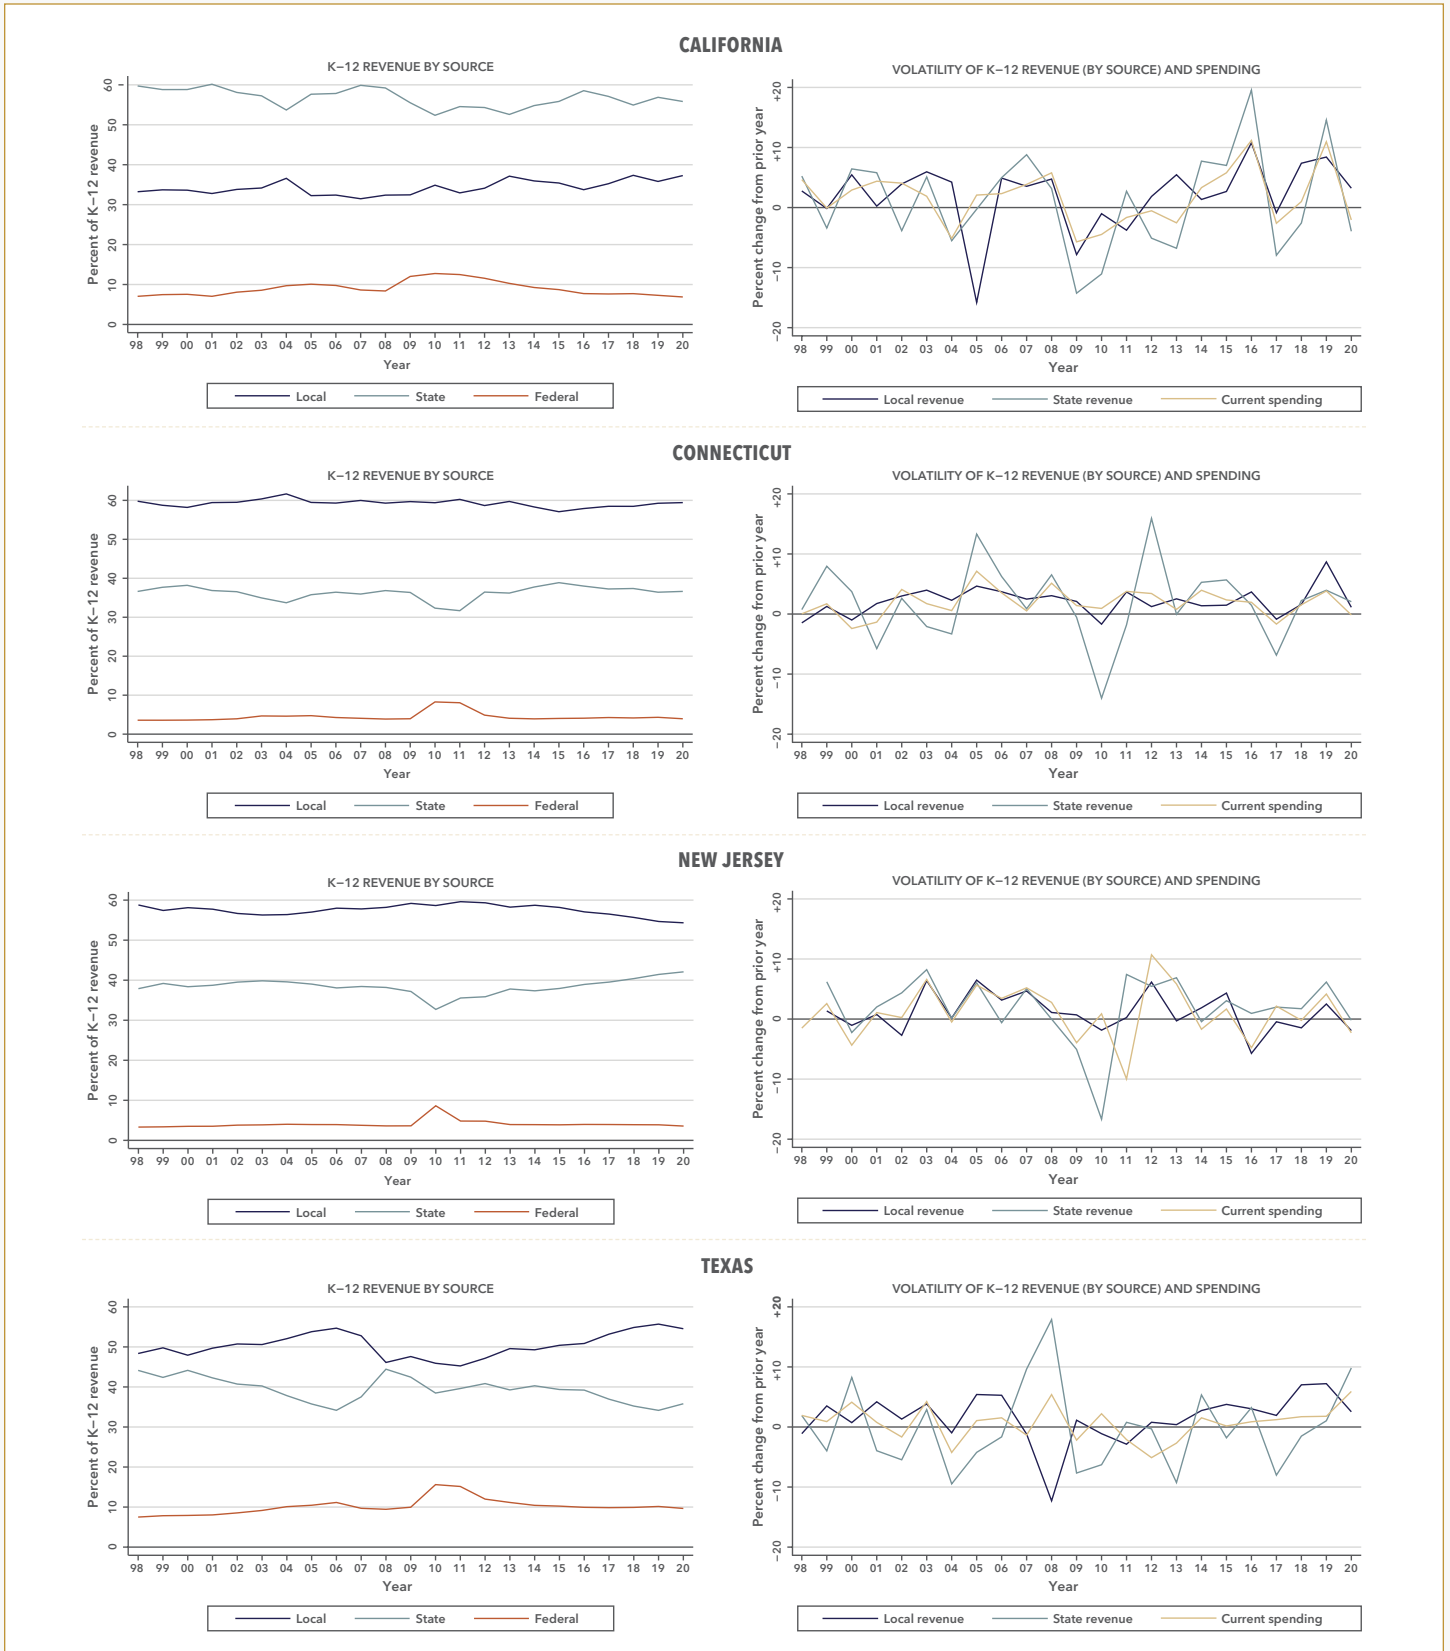 CALIFORNIA
K–12 REVENUE BY SOURCE
Percent of K–12 revenue
60
50
40
30
20
10
0
98 99 00 01 02 03 04 05 06 07 08 09 10 11 12 13 14 15 16 17 18 19 20
Year
Local State Federal
VOLATILITY OF K–12 REVENUE (BY SOURCE) AND SPENDING
Percent change from prior year
+20
+10
0
–10
–20
98 99 00 01 02 03 04 05 06 07 08 09 10 11 12 13 14 15 16 17 18 19 20
Year
Local revenue State revenue Current spending
CONNECTICUT
K–12 REVENUE BY SOURCE
Percent of K–12 revenue
60
50
40
30
20
10
0
98 99 00 01 02 03 04 05 06 07 08 09 10 11 12 13 14 15 16 17 18 19 20
Year
Local State Federal
VOLATILITY OF K–12 REVENUE (BY SOURCE) AND SPENDING
Percent change from prior year
+20
+10
0
–10
–20
98 99 00 01 02 03 04 05 06 07 08 09 10 11 12 13 14 15 16 17 18 19 20
Year
Local revenue State revenue Current spending
NEW JERSEY
K–12 REVENUE BY SOURCE
Percent of K–12 revenue
60
50
40
30
20
10
0
98 99 00 01 02 03 04 05 06 07 08 09 10 11 12 13 14 15 16 17 18 19 20
Year
Local State Federal
VOLATILITY OF K–12 REVENUE (BY SOURCE) AND SPENDING
Percent change from prior year
+20
+10
0
–10
–20
98 99 00 01 02 03 04 05 06 07 08 09 10 11 12 13 14 15 16 17 18 19 20
Year
Local revenue State revenue Current spending
TEXAS
K–12 REVENUE BY SOURCE
Percent of K–12 revenue
60
50
40
30
20
10
0
98 99 00 01 02 03 04 05 06 07 08 09 10 11 12 13 14 15 16 17 18 19 20
Year
Local State Federal
VOLATILITY OF K–12 REVENUE (BY SOURCE) AND SPENDING
Percent change from prior year
+20
+10
0
–10
–20
98 99 00 01 02 03 04 05 06 07 08 09 10 11 12 13 14 15 16 17 18 19 20
Year
Local revenue State revenue Current spending